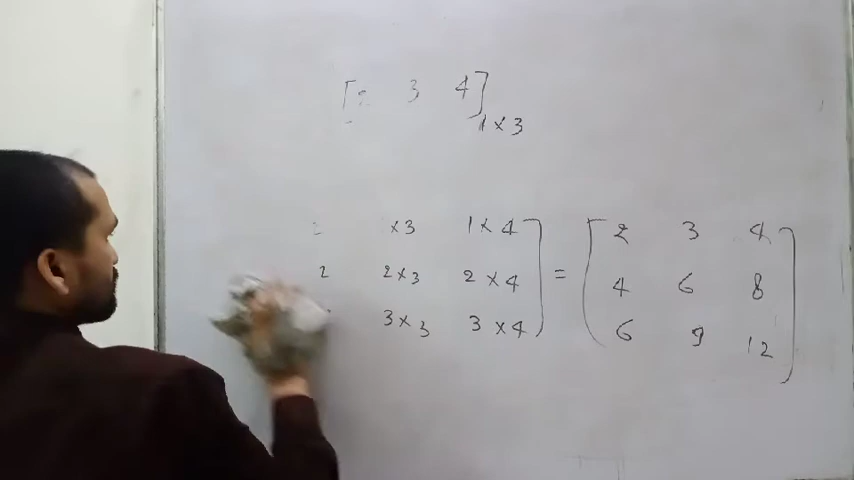 [2 3 4]
1 × 3
×3 1 × 4] = [2 3 4
2 2×3 2 × 4 4 6 8
3×3 3 ×4 6 9 12]